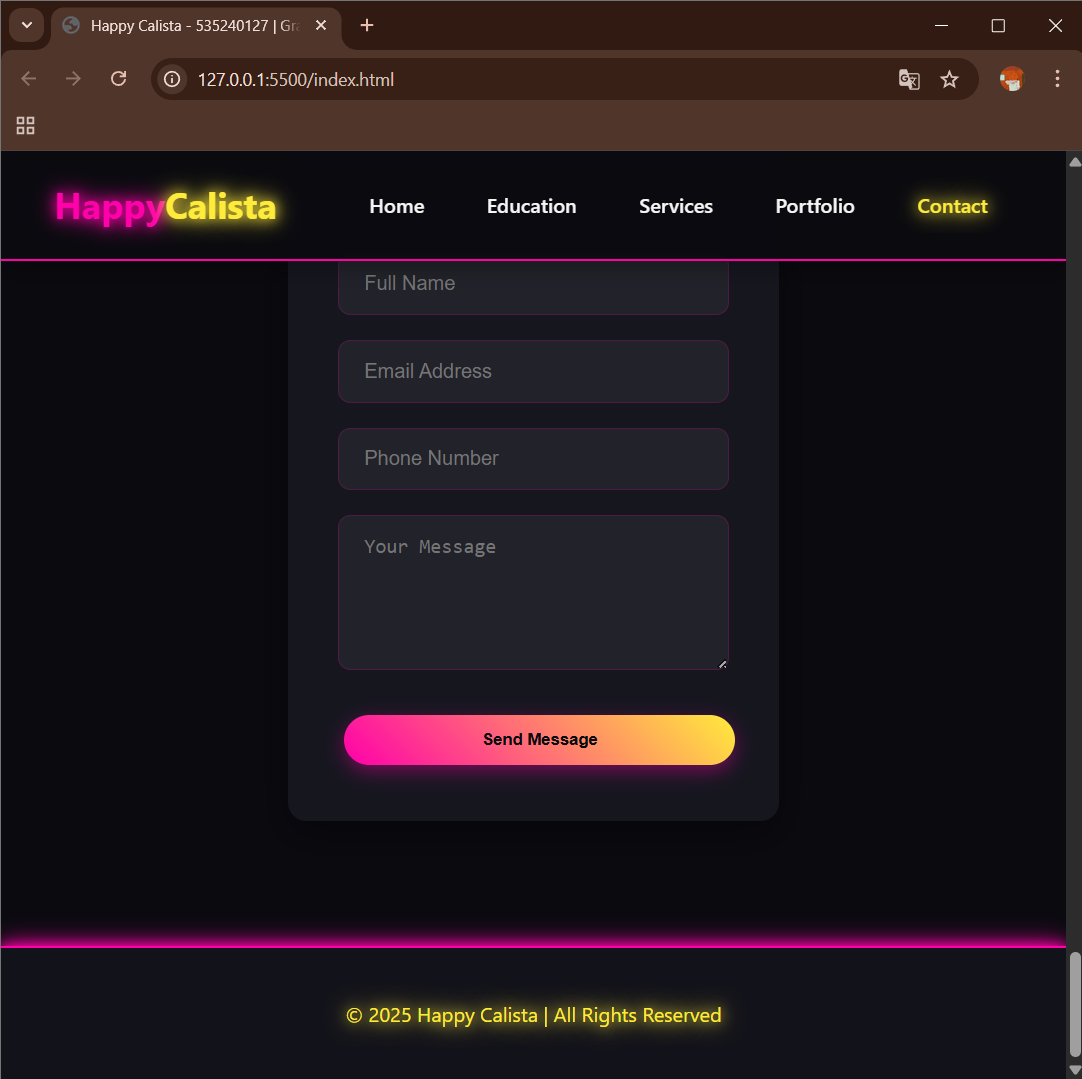 Happy Calista - 535240127 | Gra
127.0.0.1:5500/index.html
HappyCalista
Home
Education
Services
Portfolio
Contact
Full Name
Email Address
Phone Number
Your Message
Send Message
© 2025 Happy Calista | All Rights Reserved